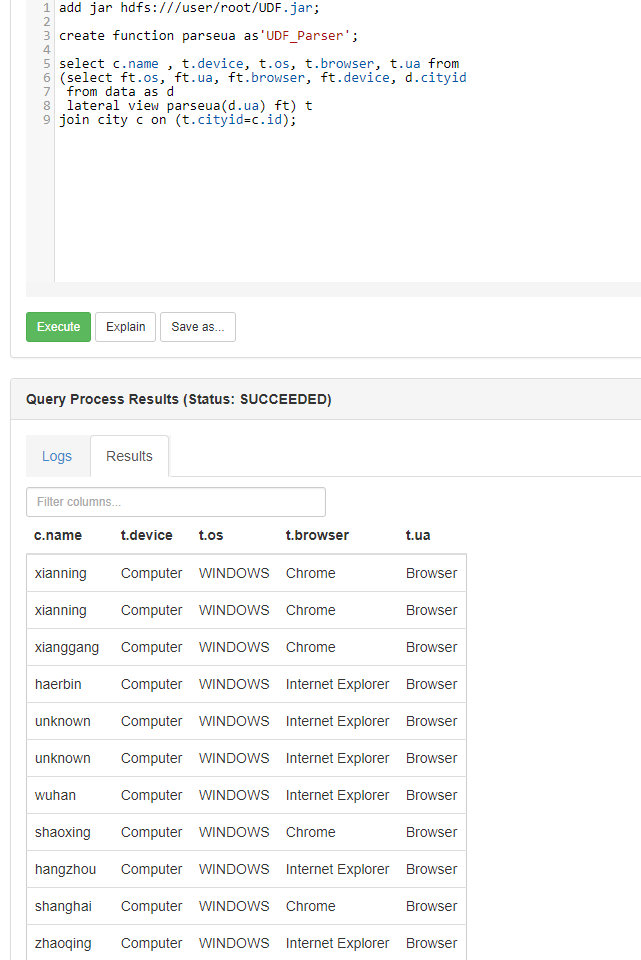 1 add jar hdfs:///user/root/UDF.jar;
2
3 create function parseua as'UDF_Parser';
4
5 select c.name , t.device, t.os, t.browser, t.ua from
6 (select ft.os, ft.ua, ft.browser, ft.device, d.cityid
7  from data as d
8  lateral view parseua(d.ua) ft) t
9 join city c on (t.cityid=c.id);
Execute Explain Save as...
Query Process Results (Status: SUCCEEDED)
Logs Results
Filter columns...
c.name t.device t.os t.browser t.ua
xianning Computer WINDOWS Chrome Browser
xianning Computer WINDOWS Chrome Browser
xianggang Computer WINDOWS Chrome Browser
haerbin Computer WINDOWS Internet Explorer Browser
unknown Computer WINDOWS Internet Explorer Browser
unknown Computer WINDOWS Internet Explorer Browser
wuhan Computer WINDOWS Internet Explorer Browser
shaoxing Computer WINDOWS Chrome Browser
hangzhou Computer WINDOWS Internet Explorer Browser
shanghai Computer WINDOWS Chrome Browser
zhaoqing Computer WINDOWS Internet Explorer Browser